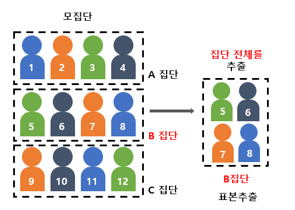 모집단
1 2 3 4
A 집단
5 6 7 8
B 집단
9 10 11 12
C 집단
집단 전체를
추출
5 6
7 8
B집단
표본추출